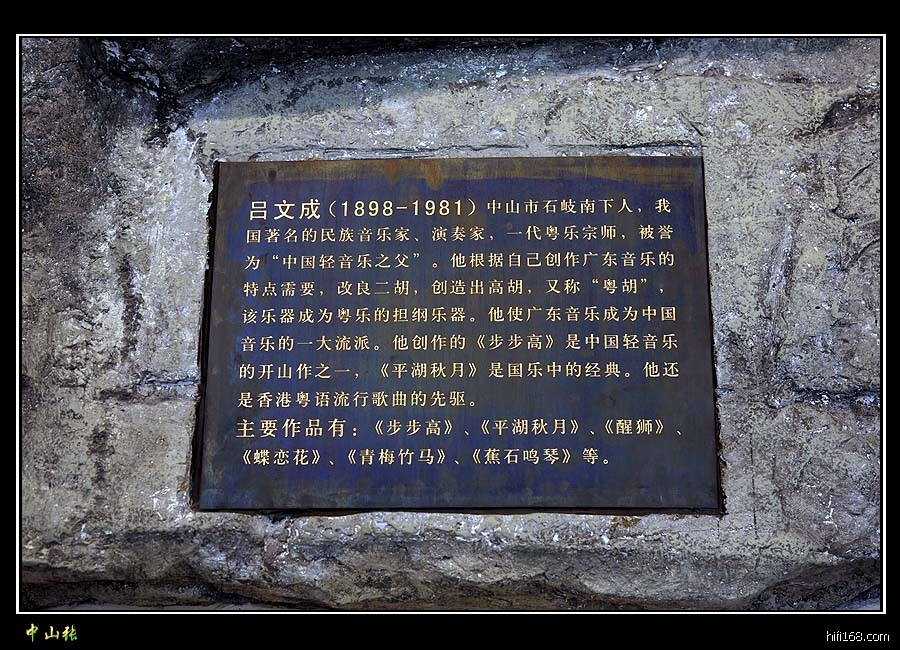 吕文成（1898-1981）中山市石岐南下人，我
国著名的民族音乐家、演奏家，一代粤乐宗师，被誉
为“中国轻音乐之父”。他根据自己创作广东音乐的
特点需要，改良二胡，创造出高胡，又称“粤胡”，
该乐器成为粤乐的担纲乐器。他使广东音乐成为中国
音乐的一大流派。他创作的《步步高》是中国轻音乐
的开山作之一，《平湖秋月》是国乐中的经典。他还
是香港粤语流行歌曲的先驱。
主要作品有：《步步高》、《平湖秋月》、《醒狮》、
《蝶恋花》、《青梅竹马》、《蕉石鸣琴》等。
中山张
hifi168.com